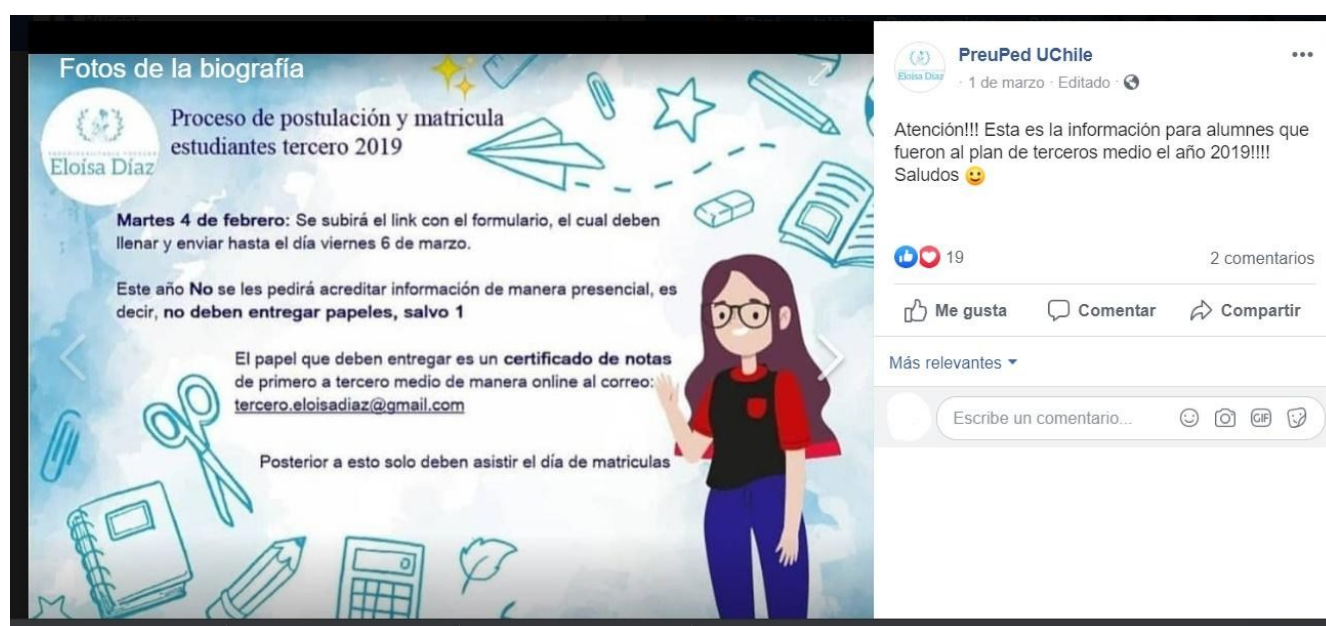 Fotos de la biografía
Eloísa Díaz
Proceso de postulación y matricula
estudiantes tercero 2019
Martes 4 de febrero: Se subirá el link con el formulario, el cual deben
llenar y enviar hasta el día viernes 6 de marzo.
Este año No se les pedirá acreditar información de manera presencial, es
decir, no deben entregar papeles, salvo 1
El papel que deben entregar es un certificado de notas
de primero a tercero medio de manera online al correo:
tercero.eloisadiaz@gmail.com
Posterior a esto solo deben asistir el día de matriculas
Eloísa Díaz
PreuPed UChile
· 1 de marzo · Editado ·
Atención!!! Esta es la información para alumnes que
fueron al plan de terceros medio el año 2019!!!!
Saludos 🙂
19
2 comentarios
Me gusta
Comentar
Compartir
Más relevantes
Escribe un comentario...
GIF